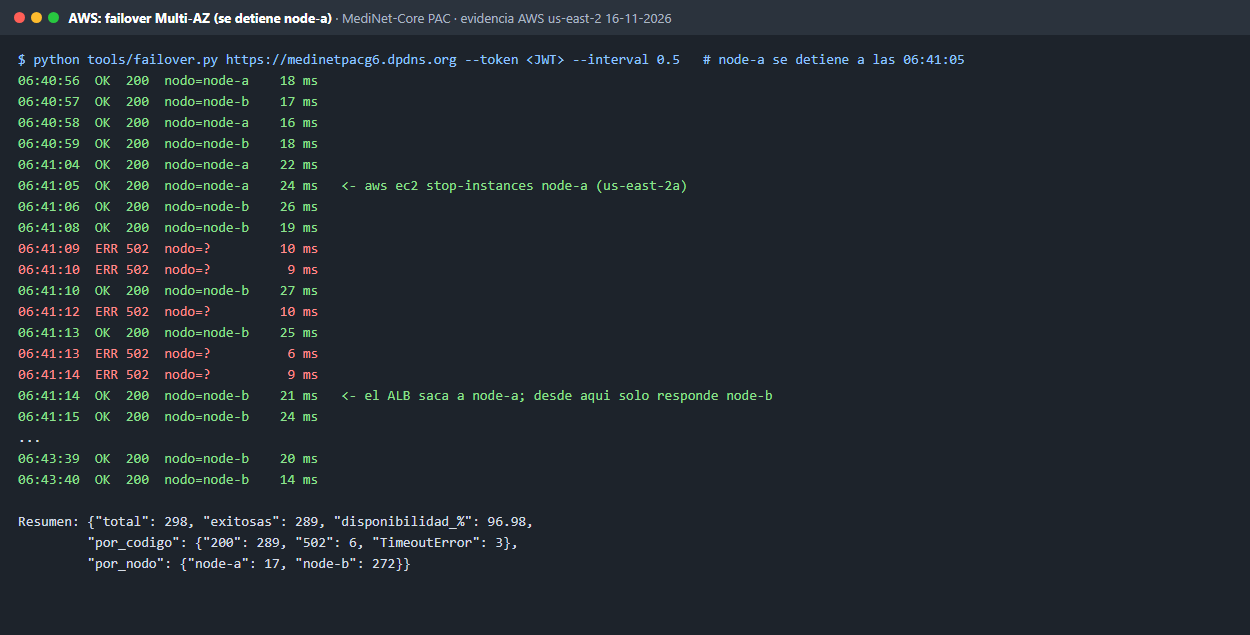 AWS: failover Multi-AZ (se detiene node-a) · MediNet-Core PAC · evidencia AWS us-east-2 16-11-2026
$ python tools/failover.py https://medinetpacg6.dpdns.org --token <JWT> --interval 0.5 # node-a se detiene a las 06:41:05
06:40:56 OK 200 nodo=node-a 18 ms
06:40:57 OK 200 nodo=node-b 17 ms
06:40:58 OK 200 nodo=node-a 16 ms
06:40:59 OK 200 nodo=node-b 18 ms
06:41:04 OK 200 nodo=node-a 22 ms
06:41:05 OK 200 nodo=node-a 24 ms <- aws ec2 stop-instances node-a (us-east-2a)
06:41:06 OK 200 nodo=node-b 26 ms
06:41:08 OK 200 nodo=node-b 19 ms
06:41:09 ERR 502 nodo=? 10 ms
06:41:10 ERR 502 nodo=? 9 ms
06:41:10 OK 200 nodo=node-b 27 ms
06:41:12 ERR 502 nodo=? 10 ms
06:41:13 OK 200 nodo=node-b 25 ms
06:41:13 ERR 502 nodo=? 6 ms
06:41:14 ERR 502 nodo=? 9 ms
06:41:14 OK 200 nodo=node-b 21 ms <- el ALB saca a node-a; desde aqui solo responde node-b
06:41:15 OK 200 nodo=node-b 24 ms
...
06:43:39 OK 200 nodo=node-b 20 ms
06:43:40 OK 200 nodo=node-b 14 ms
Resumen: {"total": 298, "exitosas": 289, "disponibilidad_%": 96.98,
"por_codigo": {"200": 289, "502": 6, "TimeoutError": 3},
"por_nodo": {"node-a": 17, "node-b": 272}}